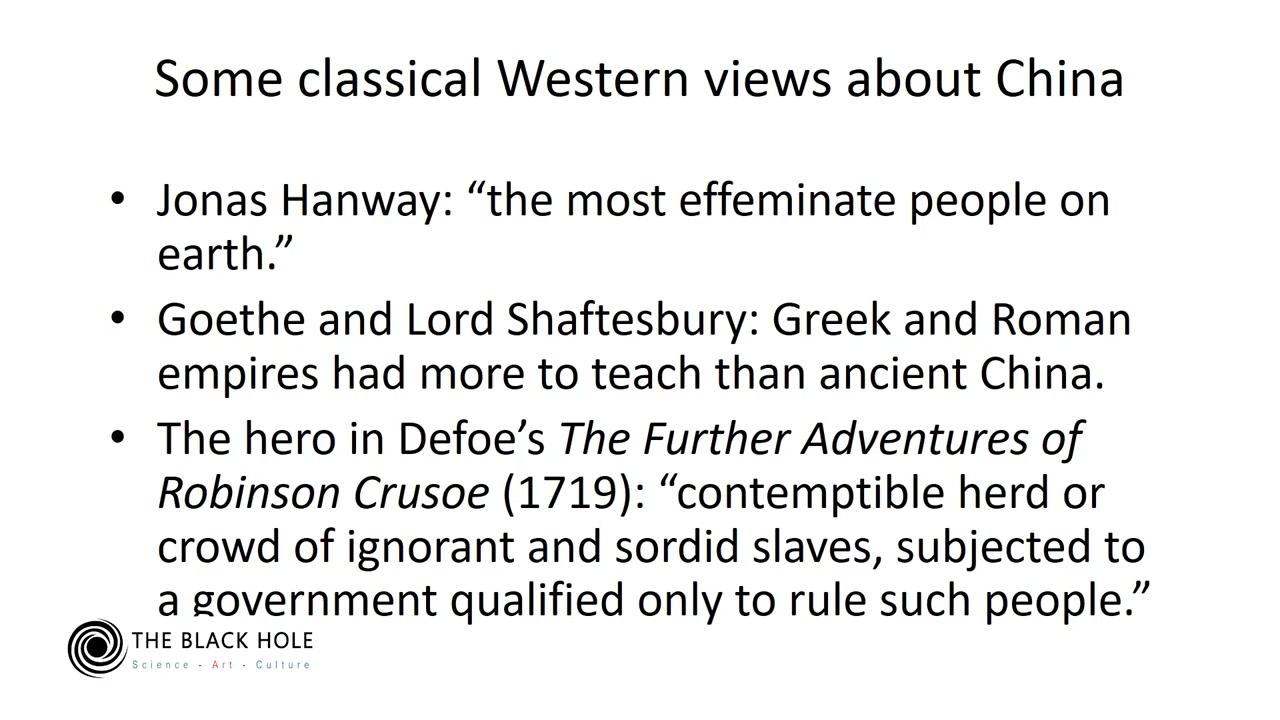 Some classical Western views about China
• Jonas Hanway: “the most effeminate people on
earth.”
• Goethe and Lord Shaftesbury: Greek and Roman
empires had more to teach than ancient China.
• The hero in Defoe’s The Further Adventures of
Robinson Crusoe (1719): “contemptible herd or
crowd of ignorant and sordid slaves, subjected to
a government qualified only to rule such people.”
THE BLACK HOLE
Science - Art - Culture